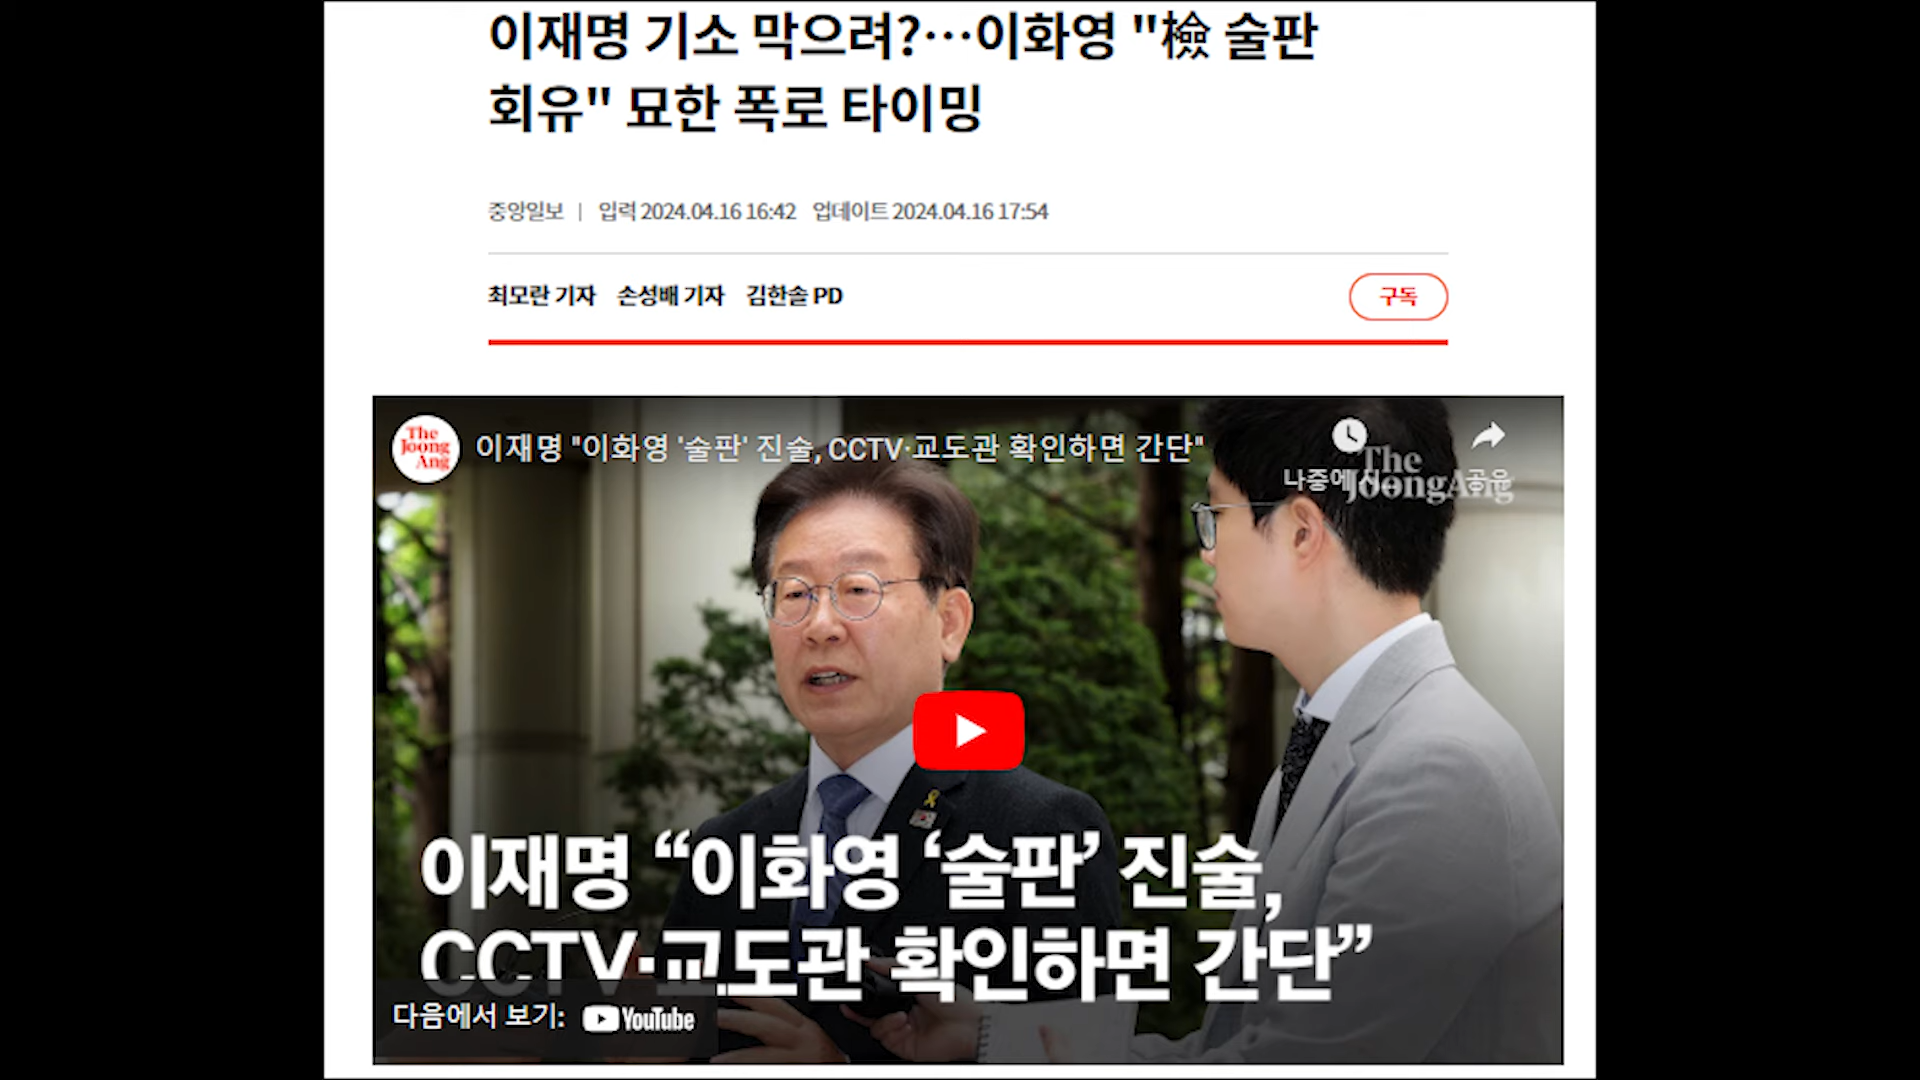 이재명 기소 막으려?…이화영 "檢 술판
회유" 묘한 폭로 타이밍
중앙일보 | 입력 2024.04.16 16:42 업데이트 2024.04.16 17:54
최모란 기자 손성배 기자 김한솔 PD
구독
The
Joong
Ang
이재명 "이화영 '술판' 진술, CCTV·교도관 확인하면 간단"
나중에 시...
공유
The
JoongAng
이재명 “이화영 ‘술판’ 진술,
CCTV·교도관 확인하면 간단”
다음에서 보기: YouTube